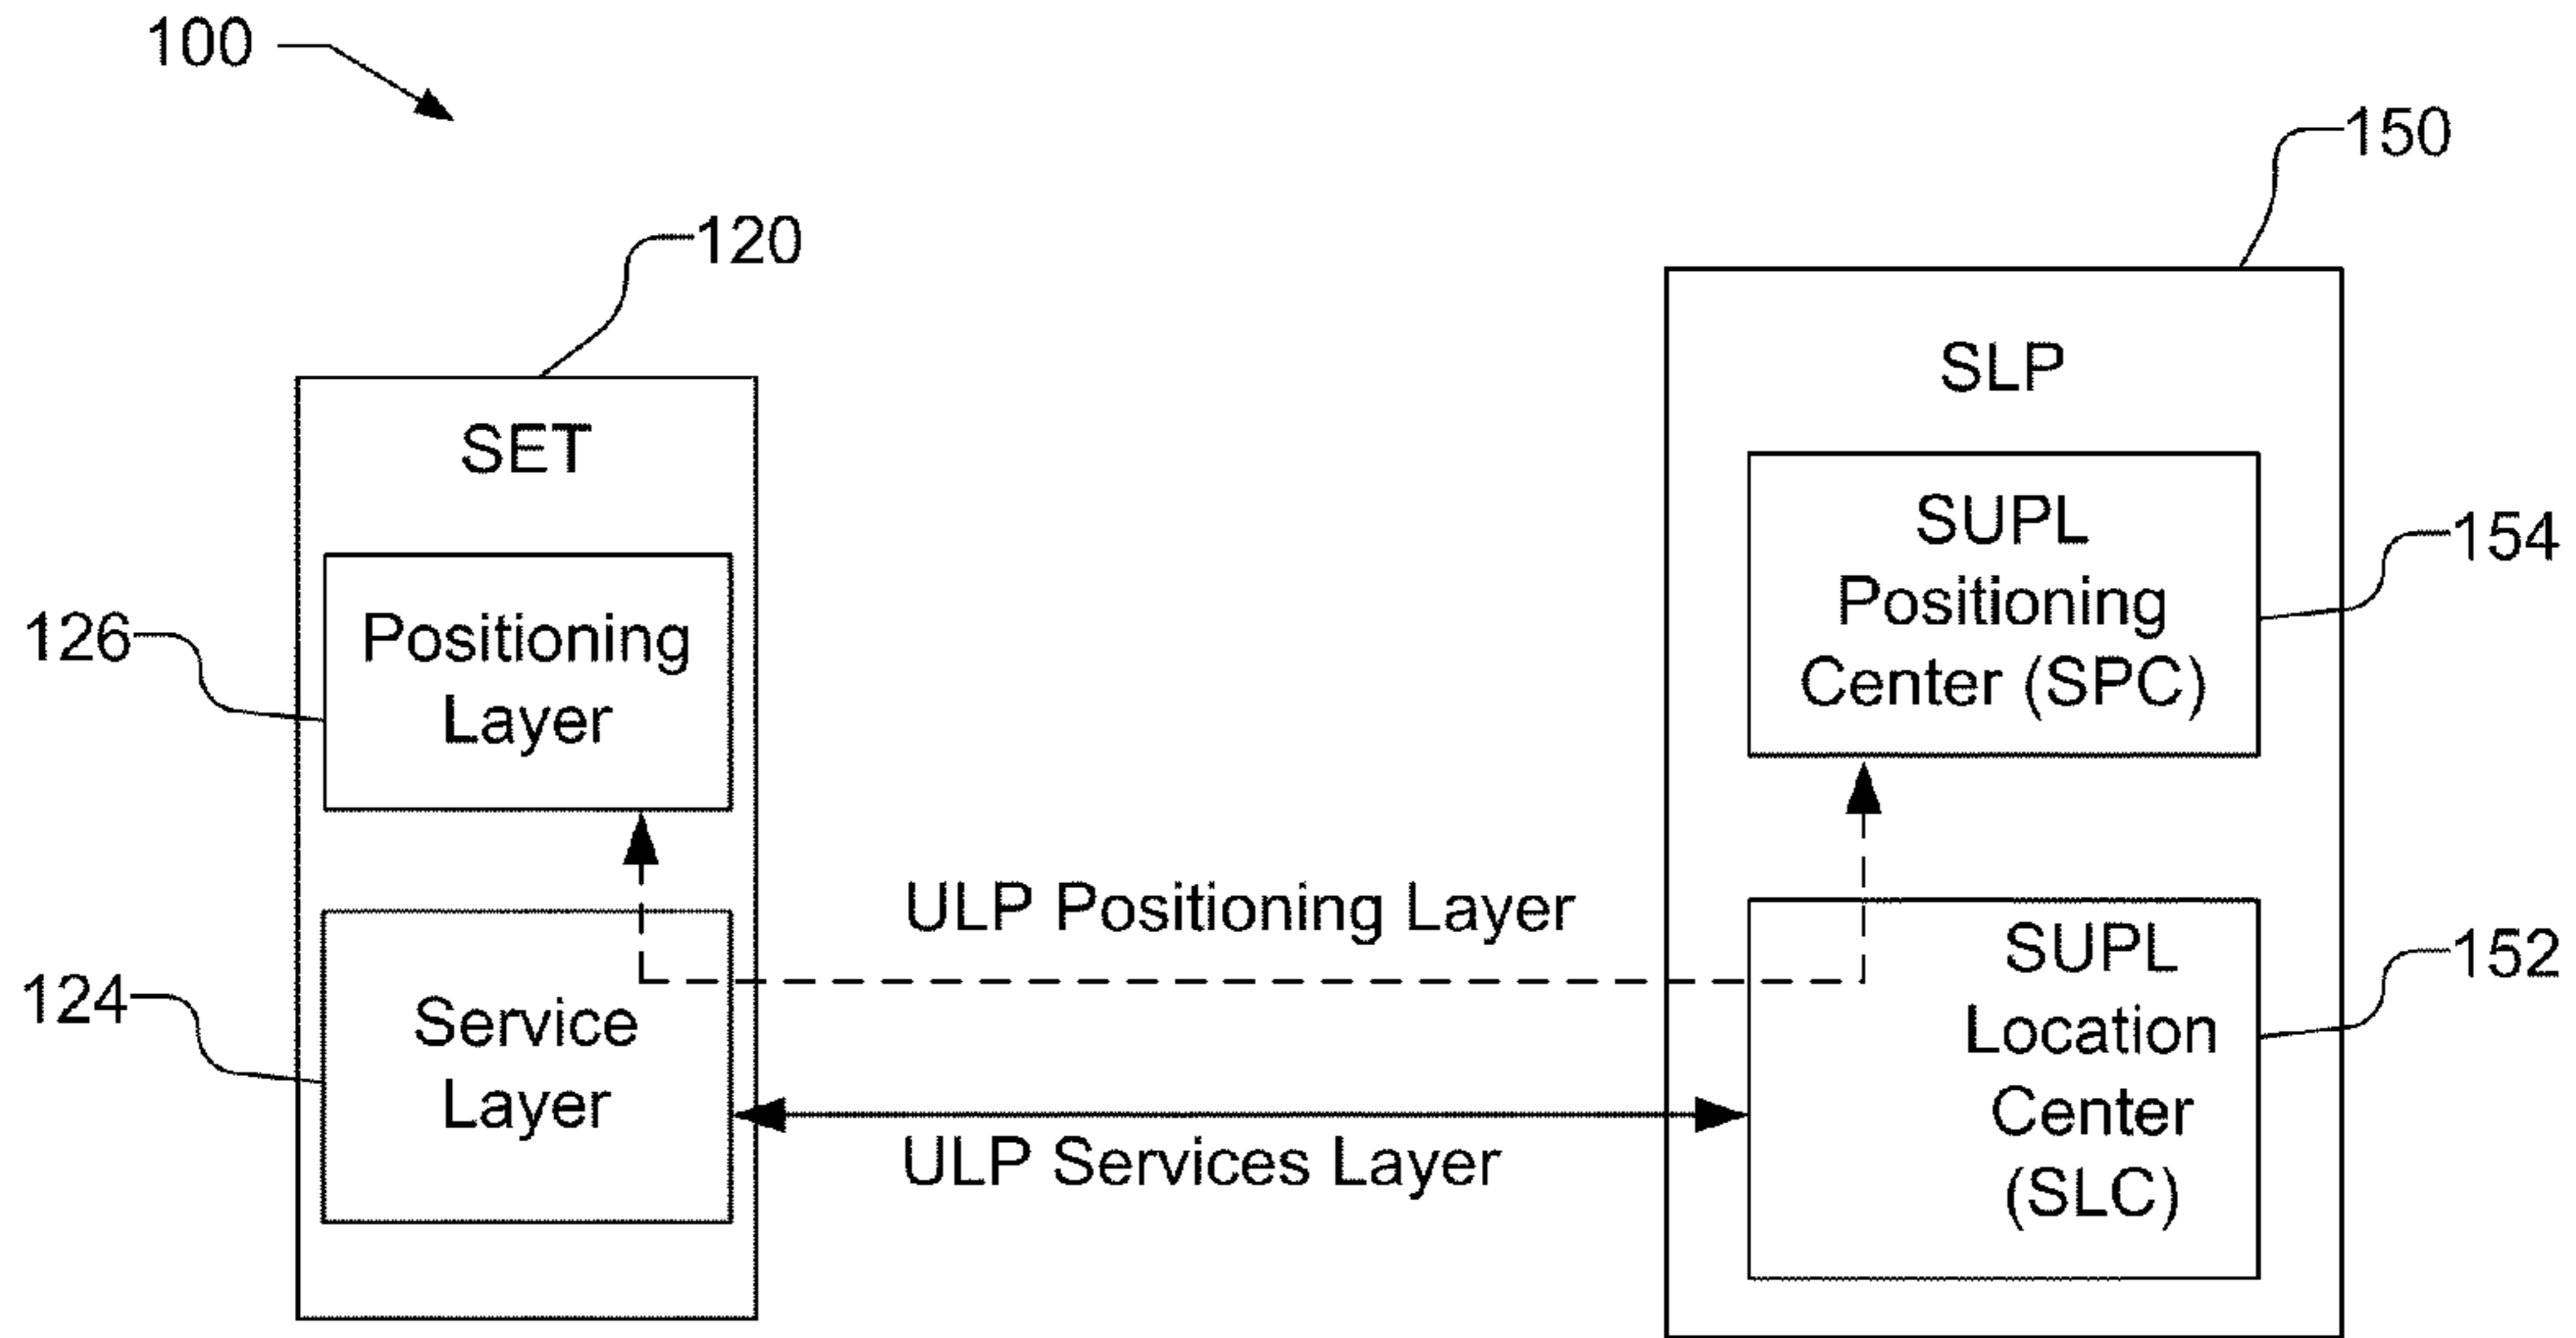 100
150
120
SET
SLP
Positioning
Layer
126
SUPL
Positioning
Center (SPC)
154
ULP Positioning Layer
Service
Layer
124
SUPL
Location
Center
(SLC)
152
ULP Services Layer